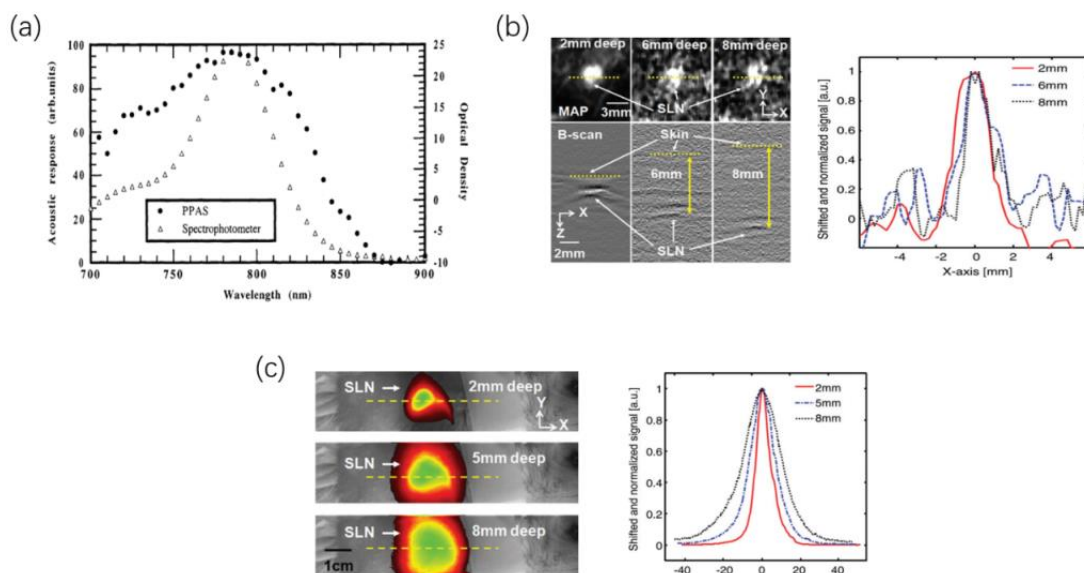 (a)
100
80
60
40
20
0
Acoustic response (arb.units)
25
20
15
10
5
0
-5
-10
Optical Density
PPAS
Spectrophotometer
700 750 800 850 900
Wavelength (nm)
(b)
2mm deep 6mm deep 8mm deep
SLN
MAP 3mm Y X
B-scan Skin
6mm 8mm
X
Z SLN
2mm
Shifted and normalized signal [a.u.]
1
0.8
0.6
0.4
0.2
0
2mm
6mm
8mm
-4 -2 0 2 4
X-axis [mm]
(c)
SLN 2mm deep
Y
X
SLN 5mm deep
SLN 8mm deep
1cm
Shifted and normalized signal [a.u.]
1
0.8
0.6
0.4
0.2
0
2mm
5mm
8mm
-40 -20 0 20 40